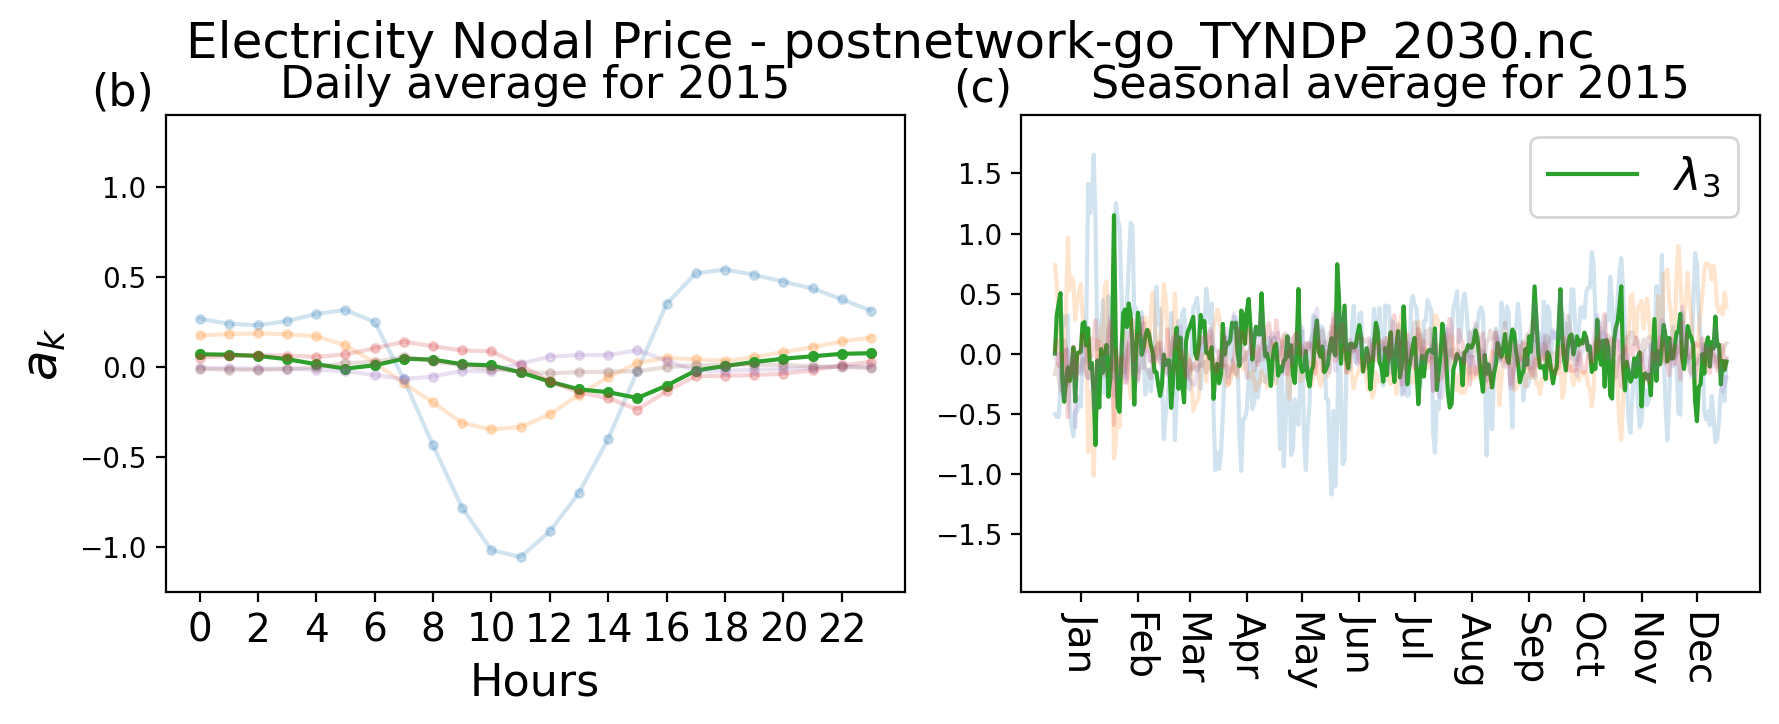 Electricity Nodal Price - postnetwork-go_TYNDP_2030.nc
(b)
Daily average for 2015
1.0
0.5
0.0
−0.5
−1.0
a_k
0 2 4 6 8 10 12 14 16 18 20 22
Hours
(c)
Seasonal average for 2015
λ_3
1.5
1.0
0.5
0.0
−0.5
−1.0
−1.5
Jan Feb Mar Apr May Jun Jul Aug Sep Oct Nov Dec